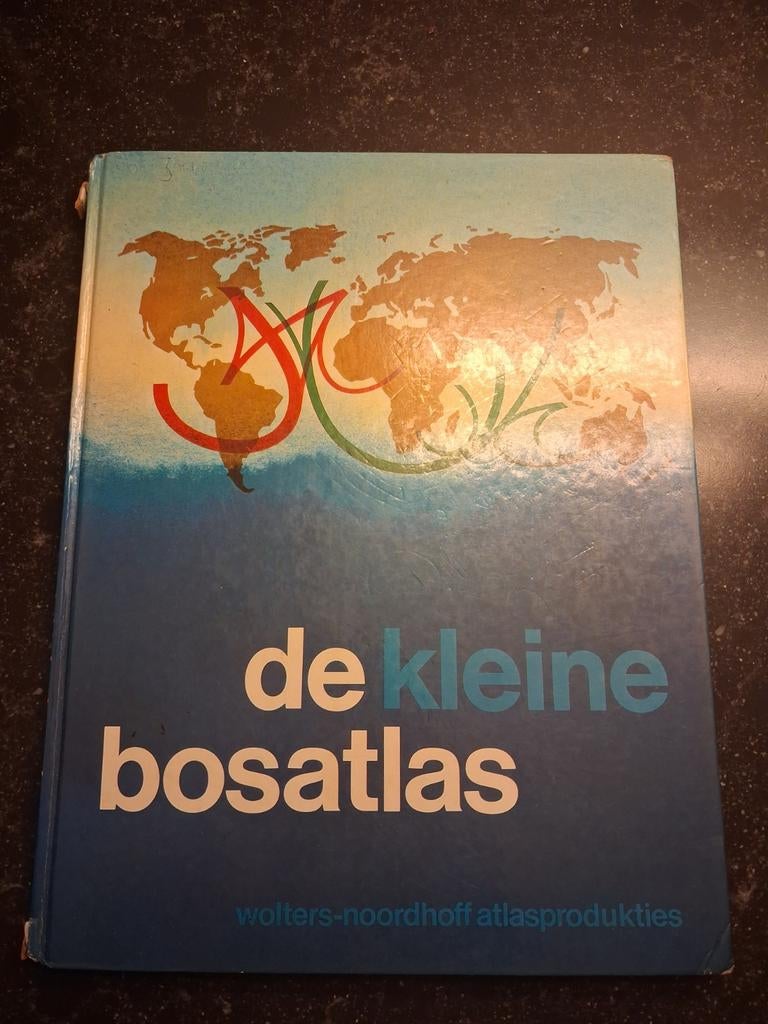 de kleine
bosatlas
wolters-noordhoff atlasprodukties